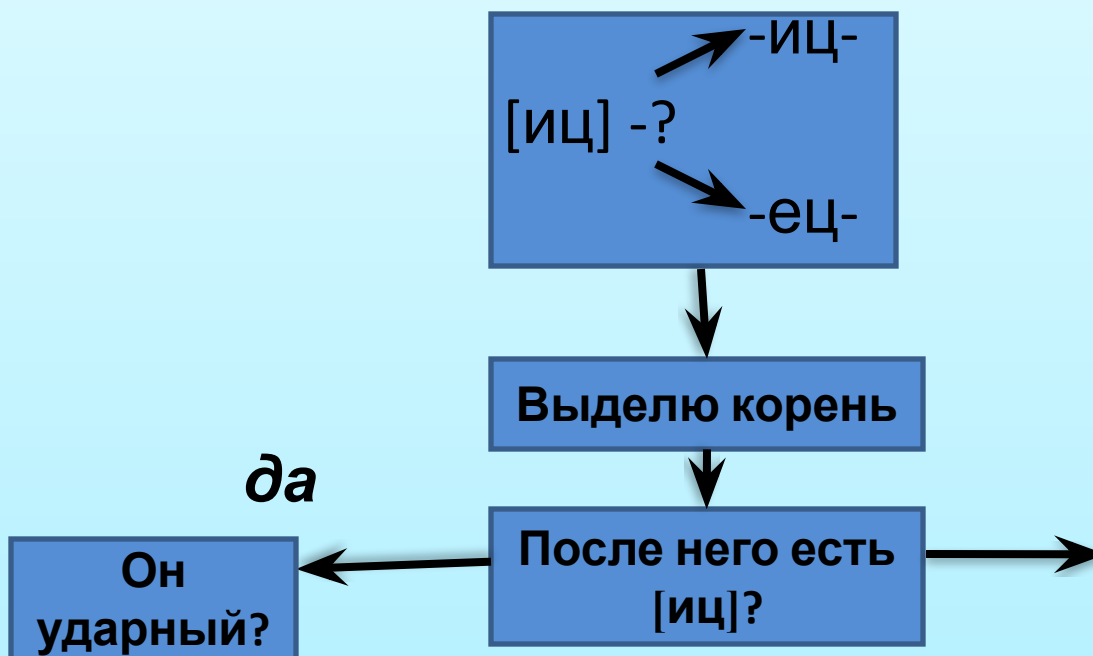 -иц-
[иц] -?
-ец-
Выделю корень
да
После него есть
[иц]?
Он
ударный?